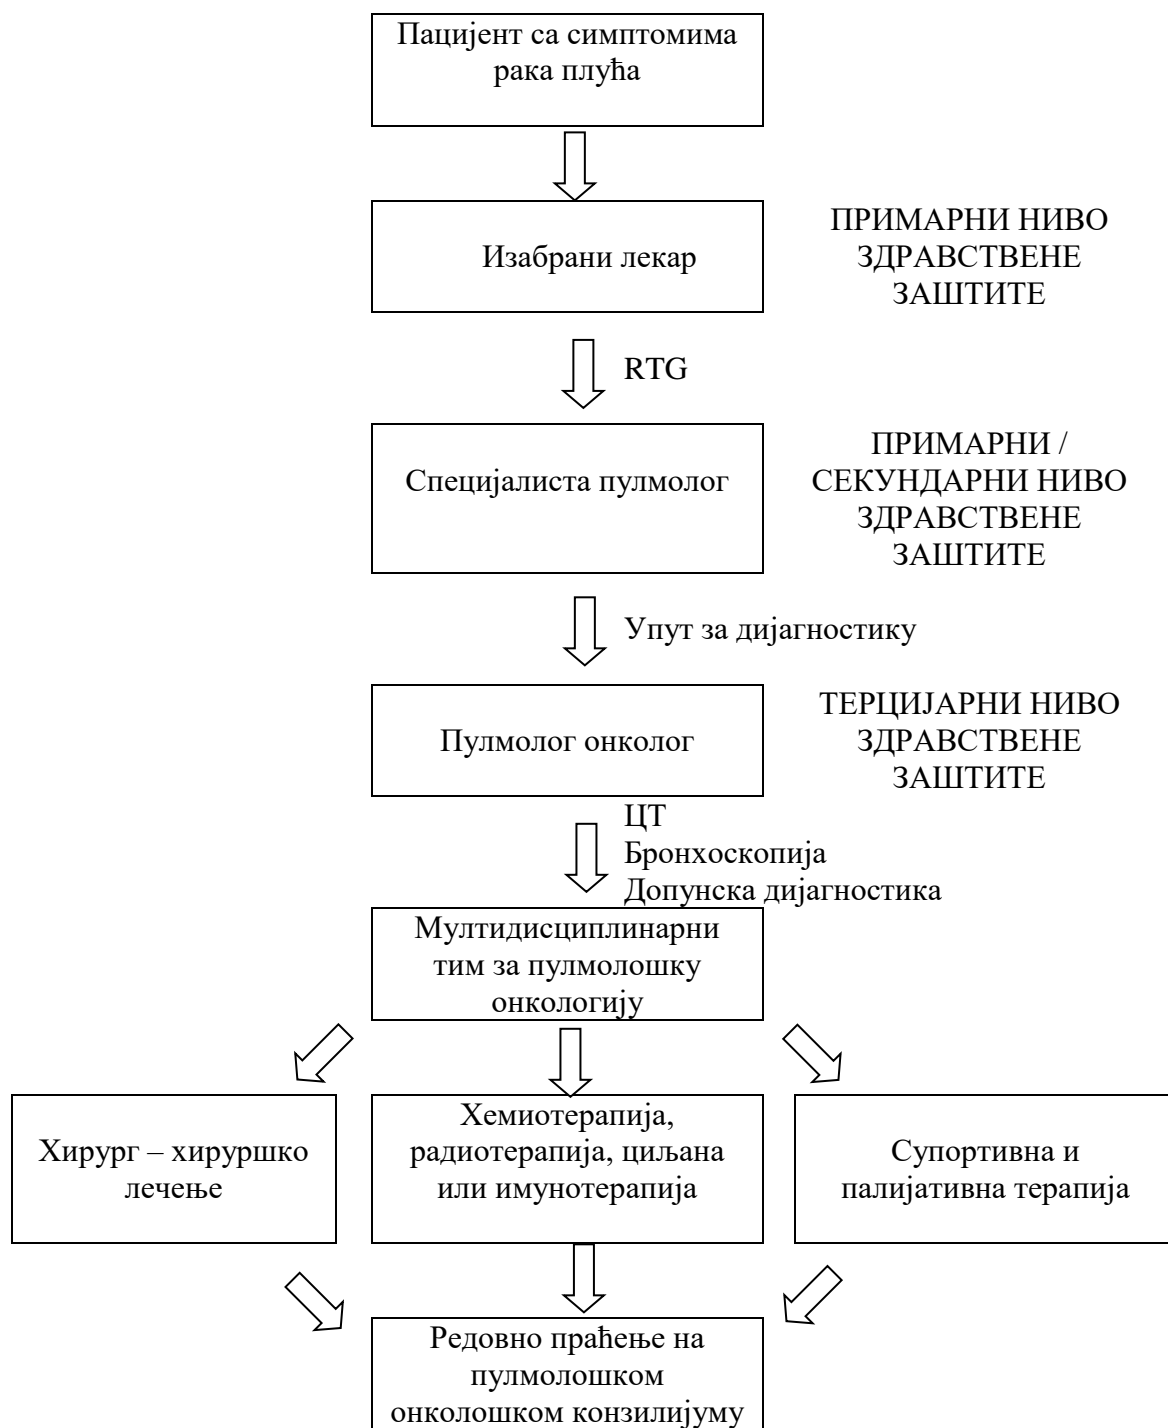 Пацијент са симптомима
рака плућа
Изабрани лекар
ПРИМАРНИ НИВО
ЗДРАВСТВЕНЕ
ЗАШТИТЕ
RTG
Специјалиста пулмолог
ПРИМАРНИ /
СЕКУНДАРНИ НИВО
ЗДРАВСТВЕНЕ
ЗАШТИТЕ
Упут за дијагностику
Пулмолог онколог
ТЕРЦИЈАРНИ НИВО
ЗДРАВСТВЕНЕ
ЗАШТИТЕ
ЦТ
Бронхоскопија
Допунска дијагностика
Мултидисциплинарни
тим за пулмолошку
онкологију
Хирург – хируршко
лечење
Хемиотерапија,
радиотерапија, циљана
или имунотерапија
Супортивна и
палијативна терапија
Редовно праћење на
пулмолошком
онколошком конзилијуму